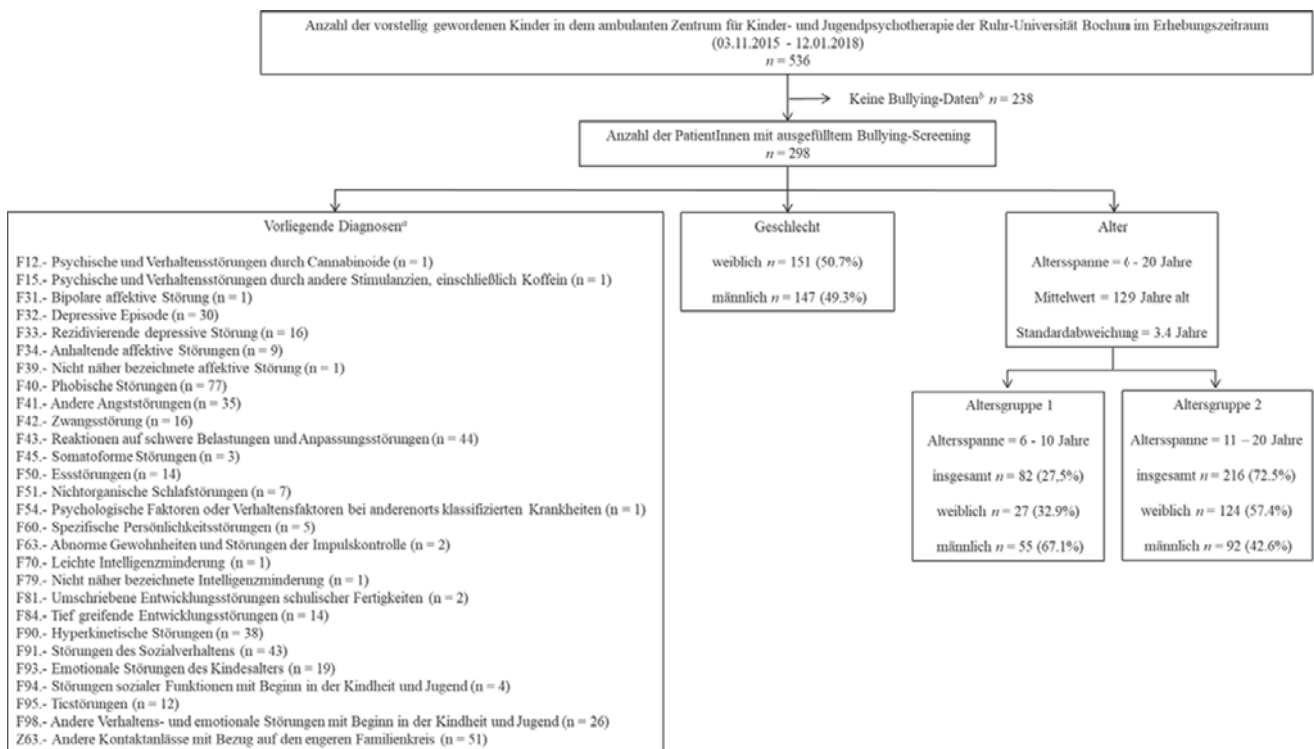 Anzahl der vorstellig gewordenen Kinder in dem ambulanten Zentrum für Kinder- und Jugendpsychotherapie der Ruhr-Universität Bochum im Erhebungszeitraum
(03.11.2015 - 12.01.2018)
n = 536
Keine Bullying-Daten^b n = 238
Anzahl der PatientInnen mit ausgefülltem Bullying-Screening
n = 298
Vorliegende Diagnosen^a
F12.- Psychische und Verhaltensstörungen durch Cannabinoide (n = 1)
F15.- Psychische und Verhaltensstörungen durch andere Stimulanzien, einschließlich Koffein (n = 1)
F31.- Bipolare affektive Störung (n = 1)
F32.- Depressive Episode (n = 30)
F33.- Rezidivierende depressive Störung (n = 16)
F34.- Anhaltende affektive Störungen (n = 9)
F39.- Nicht näher bezeichnete affektive Störung (n = 1)
F40.- Phobische Störungen (n = 77)
F41.- Andere Angststörungen (n = 35)
F42.- Zwangsstörung (n = 16)
F43.- Reaktionen auf schwere Belastungen und Anpassungsstörungen (n = 44)
F45.- Somatoforme Störungen (n = 3)
F50.- Essstörungen (n = 14)
F51.- Nichtorganische Schlafstörungen (n = 7)
F54.- Psychologische Faktoren oder Verhaltensfaktoren bei anderenorts klassifizierten Krankheiten (n = 1)
F60.- Spezifische Persönlichkeitsstörungen (n = 5)
F63.- Abnorme Gewohnheiten und Störungen der Impulskontrolle (n = 2)
F70.- Leichte Intelligenzminderung (n = 1)
F79.- Nicht näher bezeichnete Intelligenzminderung (n = 1)
F81.- Umschriebene Entwicklungsstörungen schulischer Fertigkeiten (n = 2)
F84.- Tief greifende Entwicklungsstörungen (n = 14)
F90.- Hyperkinetische Störungen (n = 38)
F91.- Störungen des Sozialverhaltens (n = 43)
F93.- Emotionale Störungen des Kindesalters (n = 19)
F94.- Störungen sozialer Funktionen mit Beginn in der Kindheit und Jugend (n = 4)
F95.- Ticstörungen (n = 12)
F98.- Andere Verhaltens- und emotionale Störungen mit Beginn in der Kindheit und Jugend (n = 26)
Z63.- Andere Kontaktanlässe mit Bezug auf den engeren Familienkreis (n = 51)
Geschlecht
weiblich n = 151 (50.7%)
männlich n = 147 (49.3%)
Alter
Altersspanne = 6 - 20 Jahre
Mittelwert = 129 Jahre alt
Standardabweichung = 3.4 Jahre
Altersgruppe 1
Altersspanne = 6 - 10 Jahre
insgesamt n = 82 (27,5%)
weiblich n = 27 (32.9%)
männlich n = 55 (67.1%)
Altersgruppe 2
Altersspanne = 11 – 20 Jahre
insgesamt n = 216 (72.5%)
weiblich n = 124 (57.4%)
männlich n = 92 (42.6%)